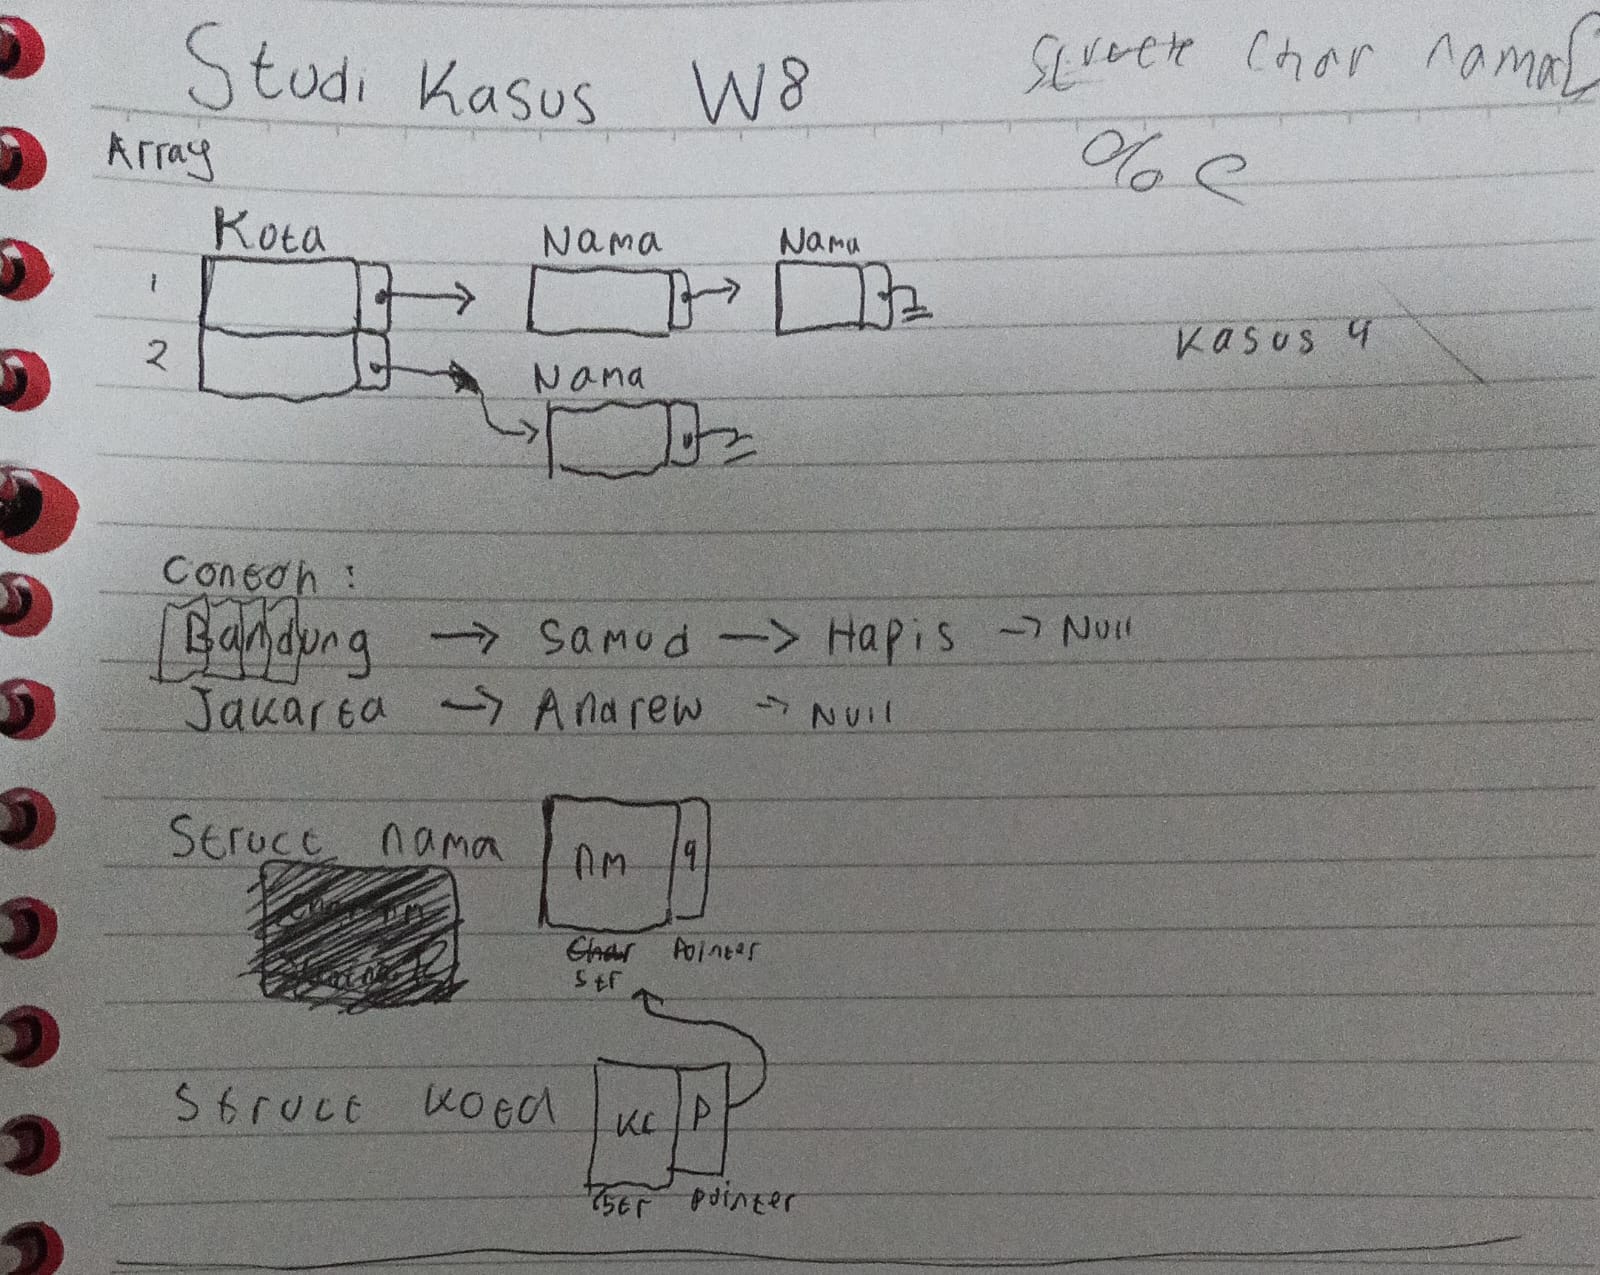 Studi Kasus W8
Struct Char nama[
% c
Array
Kota Nama Nama
1
2
Nama
Kasus 4
Contoh :
Bandung → Samud → Hapis → Null
Jakarta → Andrew → Null
Struct nama nm q
Char Pointer
Str
Struct Kota Kt P
Str pointer